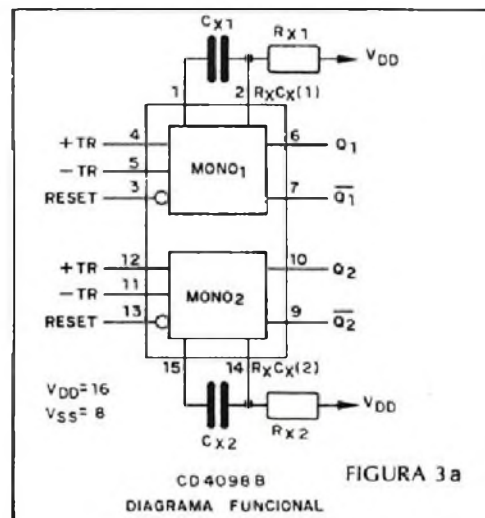 CX1
RX1
VDD
1
2
RXCX(1)
+TR 4
6 Q1
-TR 5
MONO1
RESET 3
7 Q1
+TR 12
10 Q2
-TR 11
MONO2
RESET 13
9 Q2
15
14 RXCX(2)
VDD=16
VSS=8
VDD
CX2
RX2
CD4098B
FIGURA 3a
DIAGRAMA FUNCIONAL